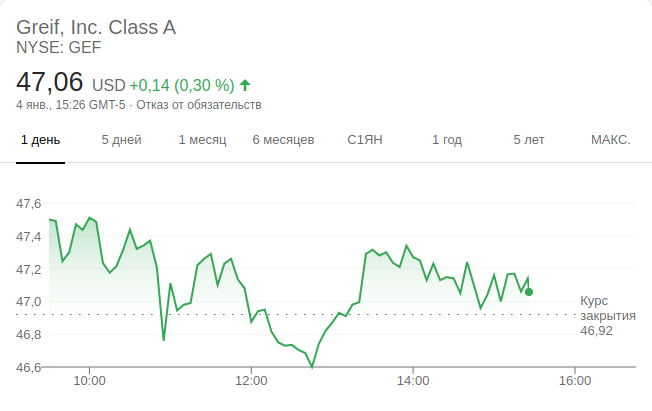 Greif, Inc. Class A
NYSE: GEF
47,06 USD +0,14 (0,30 %)
4 янв., 15:26 GMT-5 · Отказ от обязательств
1 день 5 дней 1 месяц 6 месяцев С1ЯН 1 год 5 лет МАКС.
47,6
47,4
47,2
47,0
46,8
46,6
Курс
закрытия
46,92
10:00 12:00 14:00 16:00